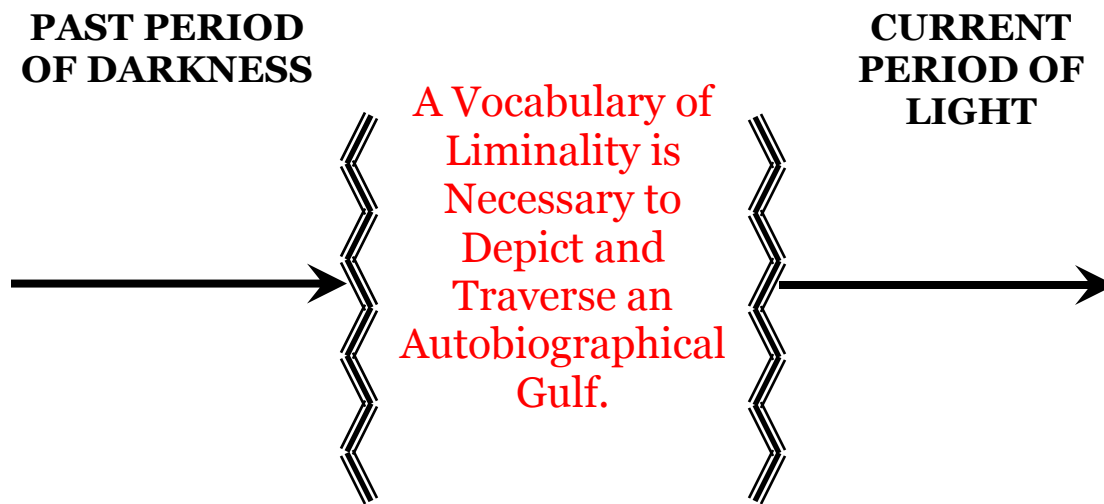 PAST PERIOD
OF DARKNESS
A Vocabulary of
Liminality is
Necessary to
Depict and
Traverse an
Autobiographical
Gulf.
CURRENT
PERIOD OF
LIGHT